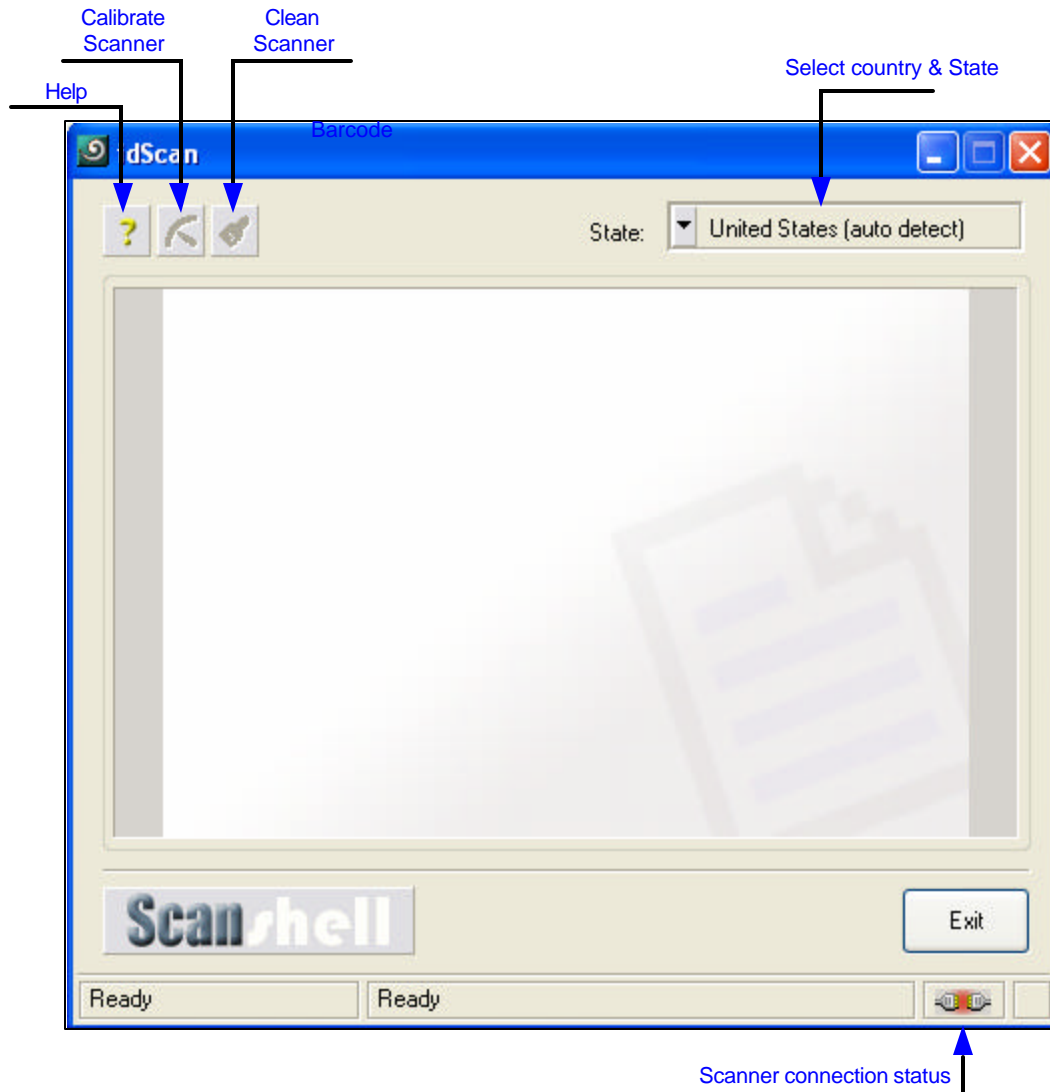 Calibrate
Scanner
Clean
Scanner
Select country & State
Help
Barcode
idScan
?
State:
United States (auto detect)
Scanshell
Exit
Ready
Ready
Scanner connection status